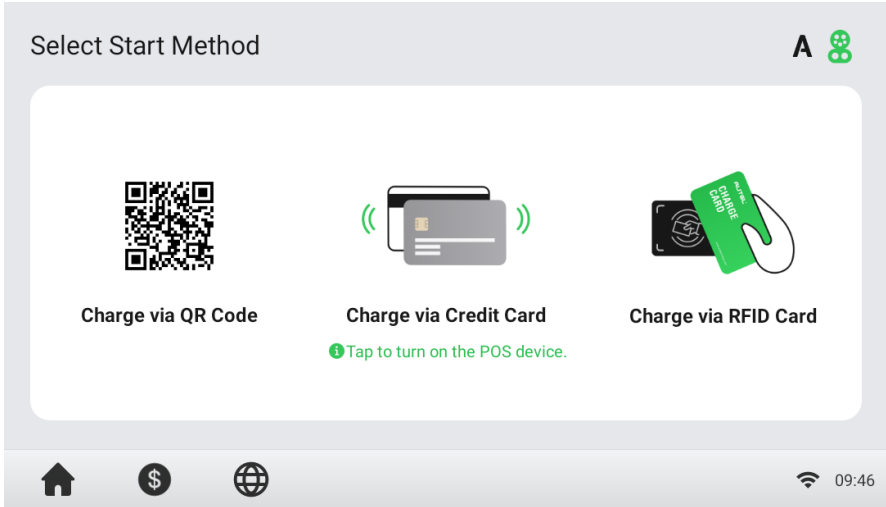 Select Start Method
A
AUTEL
CHARGE
CARD
Charge via QR Code
Charge via Credit Card
Charge via RFID Card
Tap to turn on the POS device.
$
09:46